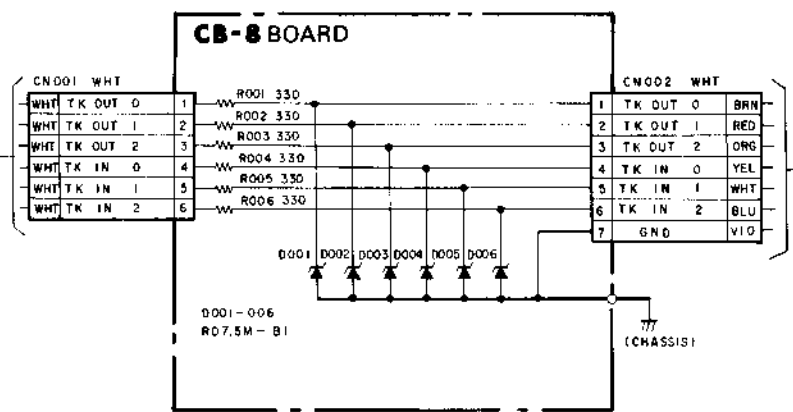 CB-8 BOARD
CN001 WHT
WHT TK OUT 0 1
WHT TK OUT 1 2
WHT TK OUT 2 3
WHT TK IN 0 4
WHT TK IN 1 5
WHT TK IN 2 6
R001 330
R002 330
R003 330
R004 330
R005 330
R006 330
CN002 WHT
1 TK OUT 0 BRN
2 TK OUT 1 RED
3 TK OUT 2 ORG
4 TK IN 0 YEL
5 TK IN 1 WHT
6 TK IN 2 BLU
7 GND VIO
D001 D002 D003 D004 D005 D006
D001-006
RD7.5M-B1
(CHASSIS)